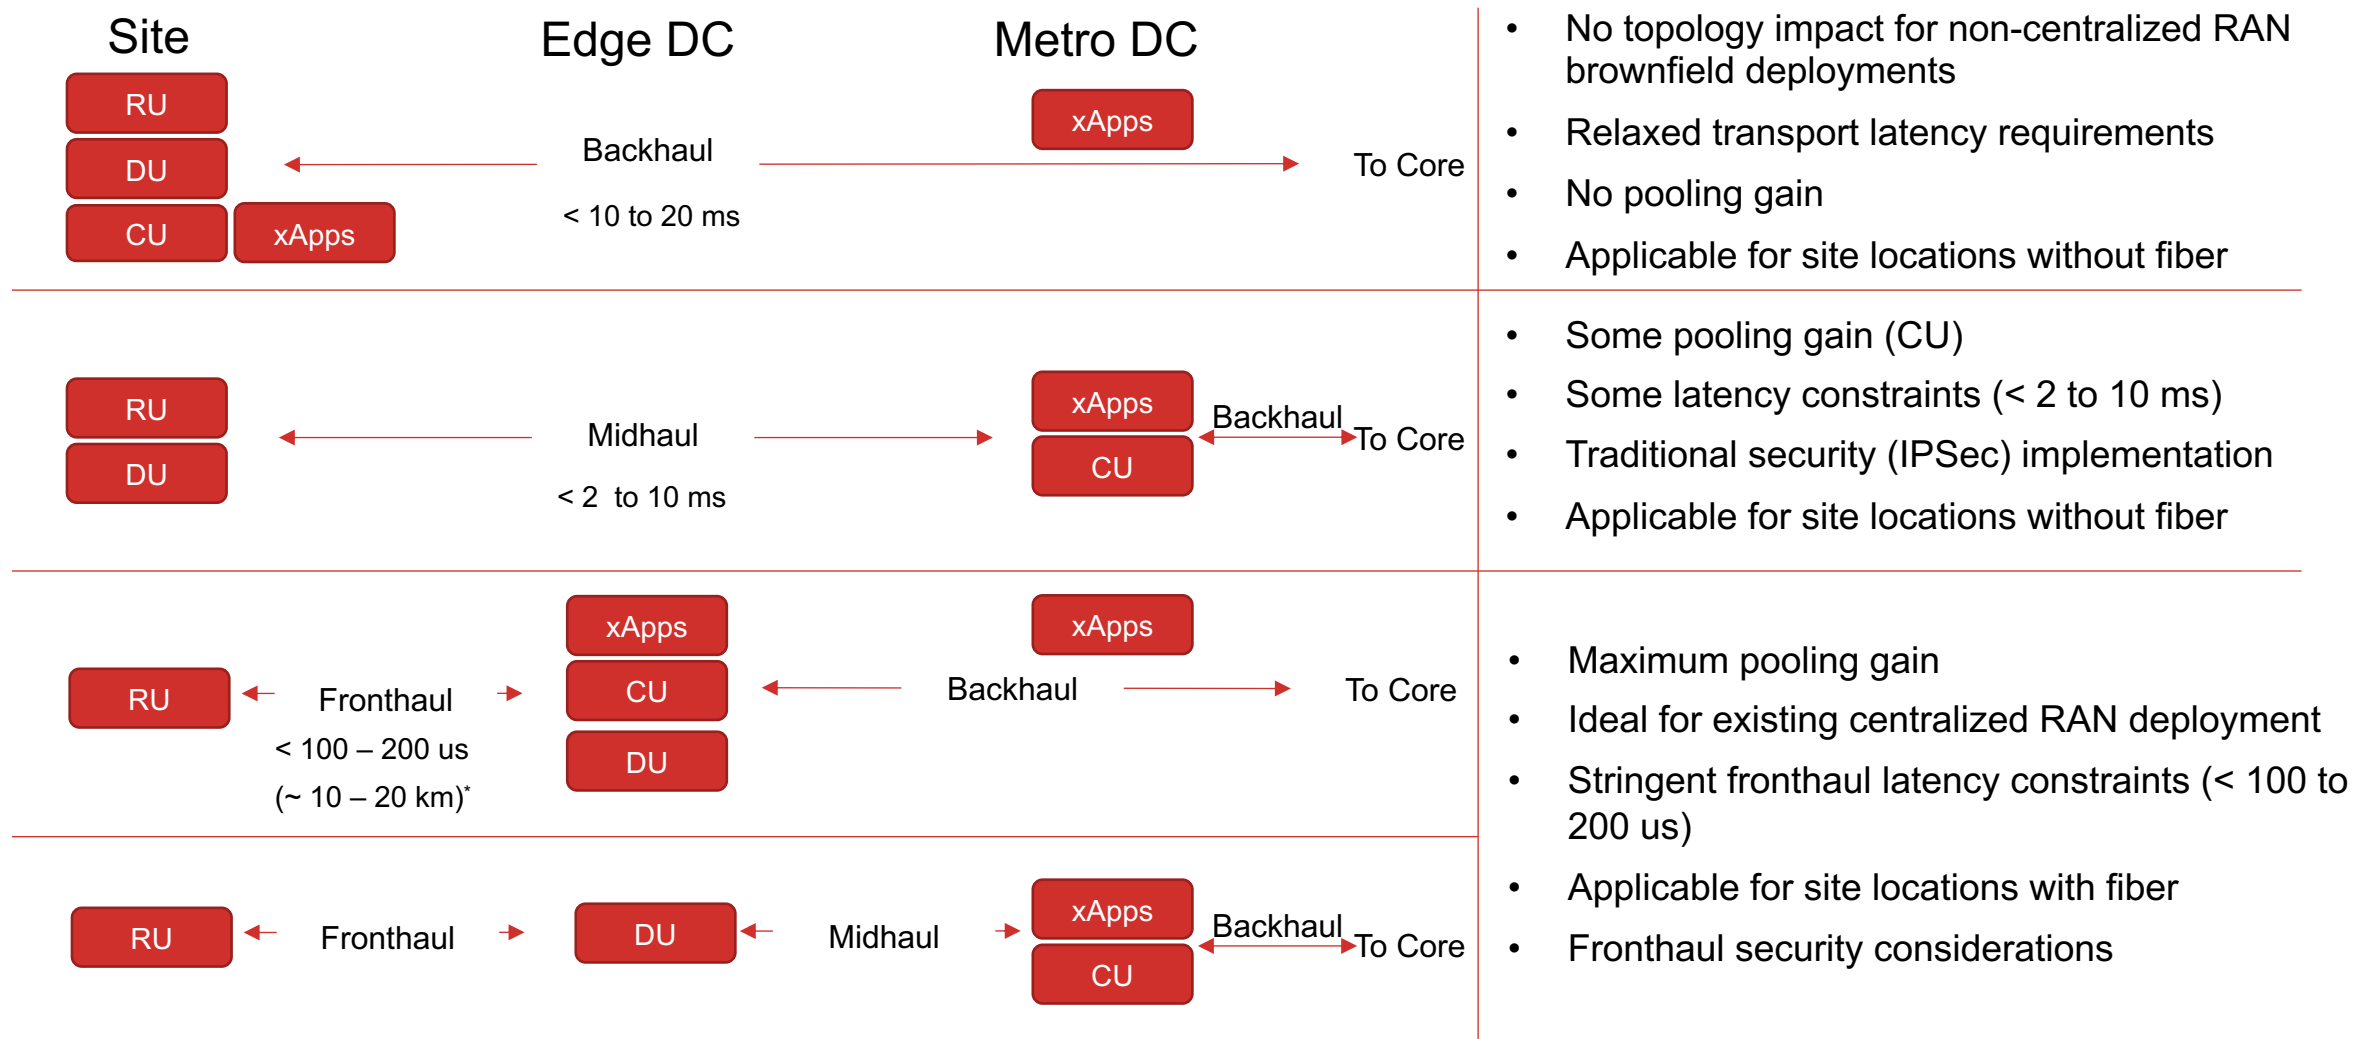 Site
Edge DC
Metro DC
RU
DU
CU
xApps
Backhaul
< 10 to 20 ms
xApps
To Core
• No topology impact for non-centralized RAN
brownfield deployments
• Relaxed transport latency requirements
• No pooling gain
• Applicable for site locations without fiber
RU
DU
Midhaul
< 2 to 10 ms
xApps
CU
Backhaul
To Core
• Some pooling gain (CU)
• Some latency constraints (< 2 to 10 ms)
• Traditional security (IPSec) implementation
• Applicable for site locations without fiber
RU
Fronthaul
< 100 – 200 us
(~ 10 – 20 km)*
xApps
CU
DU
Backhaul
xApps
To Core
RU
Fronthaul
DU
Midhaul
xApps
CU
Backhaul
To Core
• Maximum pooling gain
• Ideal for existing centralized RAN deployment
• Stringent fronthaul latency constraints (< 100 to
200 us)
• Applicable for site locations with fiber
• Fronthaul security considerations